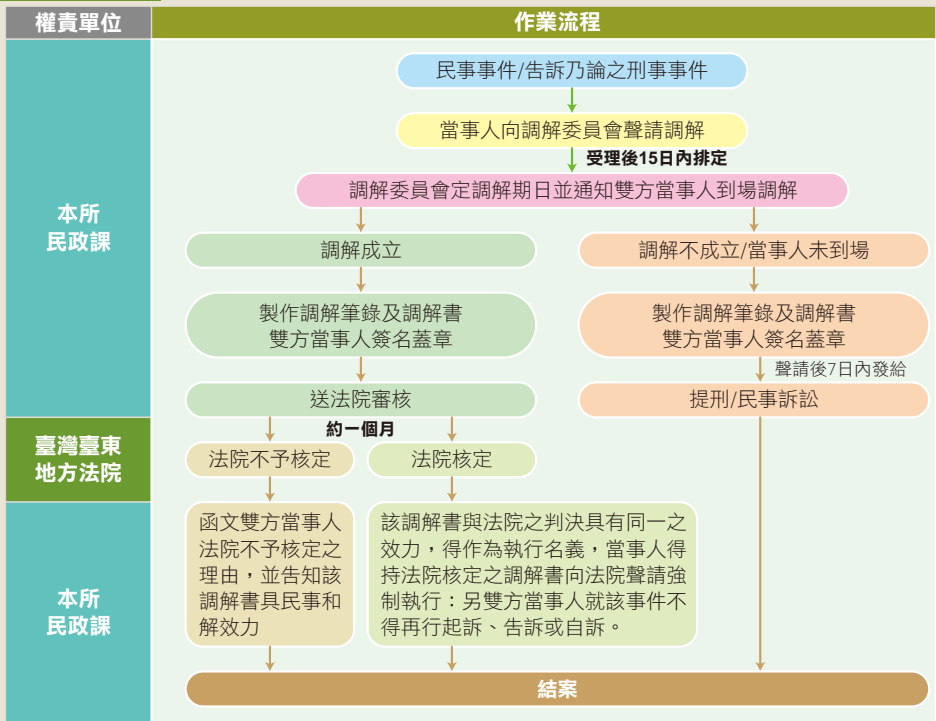 權責單位
作業流程
本所
民政課
民事事件/告訴乃論之刑事事件
當事人向調解委員會聲請調解
受理後15日內排定
調解委員會定調解期日並通知雙方當事人到場調解
調解成立
調解不成立/當事人未到場
製作調解筆錄及調解書
雙方當事人簽名蓋章
製作調解筆錄及調解書
雙方當事人簽名蓋章
聲請後7日內發給
送法院審核
提刑/民事訴訟
約一個月
臺灣臺東
地方法院
法院不予核定
法院核定
本所
民政課
函文雙方當事人
法院不予核定之
理由，並告知該
調解書具民事和
解效力
該調解書與法院之判決具有同一之
效力，得作為執行名義，當事人得
持法院核定之調解書向法院聲請強
制執行：另雙方當事人就該事件不
得再行起訴、告訴或自訴。
結案